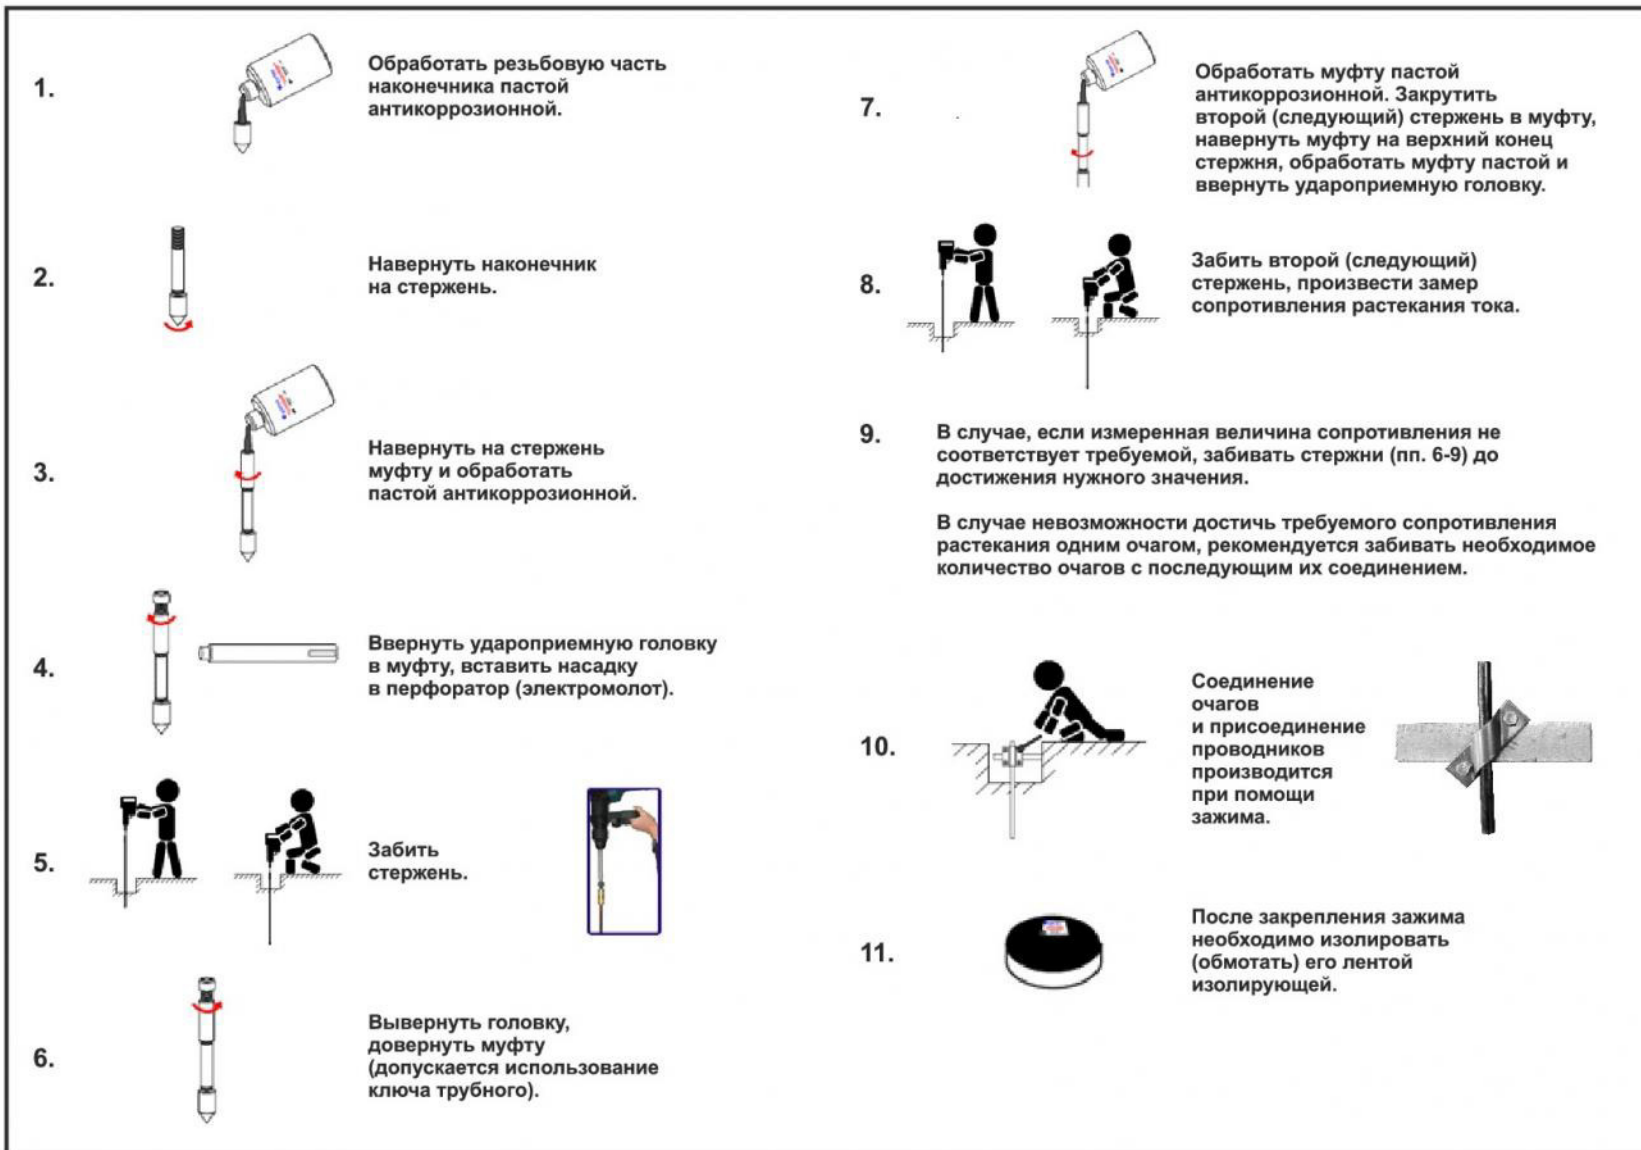 1.
Обработать резьбовую часть
наконечника пастой
антикоррозионной.
2.
Навернуть наконечник
на стержень.
3.
Навернуть на стержень
муфту и обработать
пастой антикоррозионной.
4.
Ввернуть удароприемную головку
в муфту, вставить насадку
в перфоратор (электромолот).
5.
Забить
стержень.
6.
Вывернуть головку,
довернуть муфту
(допускается использование
ключа трубного).
7.
Обработать муфту пастой
антикоррозионной. Закрутить
второй (следующий) стержень в муфту,
навернуть муфту на верхний конец
стержня, обработать муфту пастой и
ввернуть удароприемную головку.
8.
Забить второй (следующий)
стержень, произвести замер
сопротивления растекания тока.
9.
В случае, если измеренная величина сопротивления не
соответствует требуемой, забивать стержни (пп. 6-9) до
достижения нужного значения.
В случае невозможности достичь требуемого сопротивления
растекания одним очагом, рекомендуется забивать необходимое
количество очагов с последующим их соединением.
10.
Соединение
очагов
и присоединение
проводников
производится
при помощи
зажима.
11.
После закрепления зажима
необходимо изолировать
(обмотать) его лентой
изолирующей.